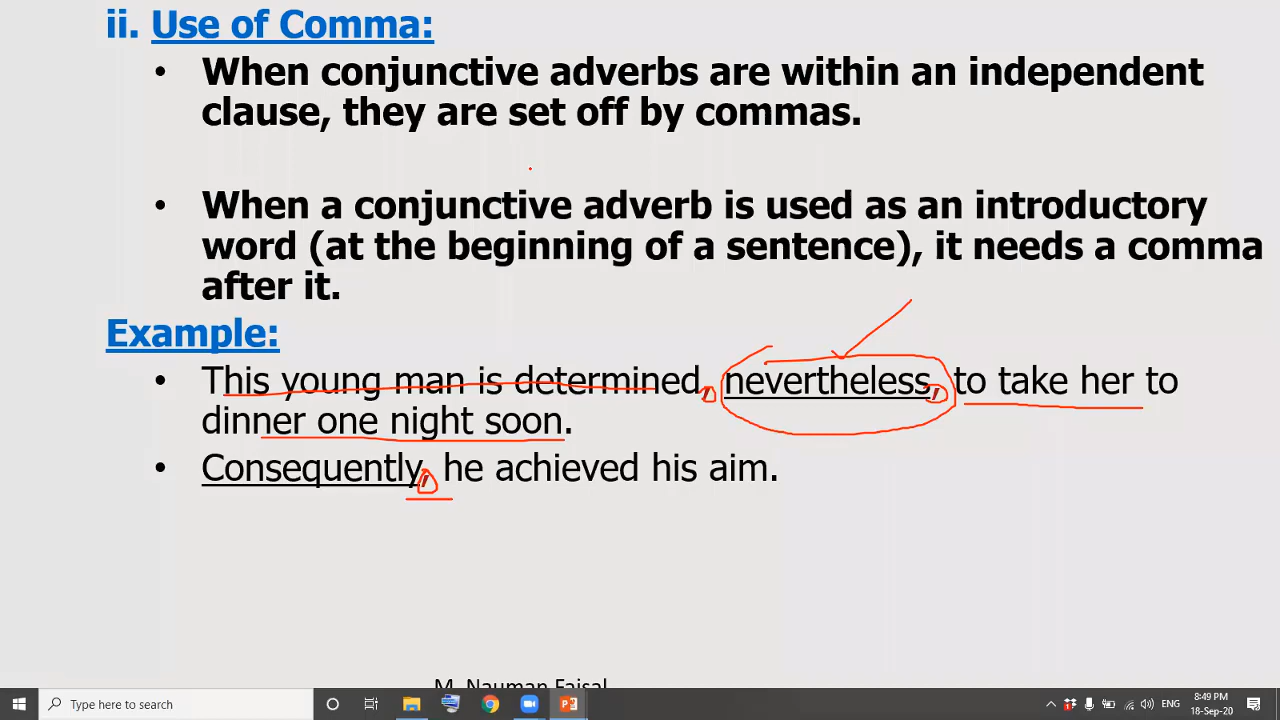 ii. Use of Comma:
• When conjunctive adverbs are within an independent
clause, they are set off by commas.
• When a conjunctive adverb is used as an introductory
word (at the beginning of a sentence), it needs a comma
after it.
Example:
• This young man is determined, nevertheless, to take her to
dinner one night soon.
• Consequently, he achieved his aim.
M. Nauman Faisal
Type here to search
ENG
8:49 PM
18-Sep-20